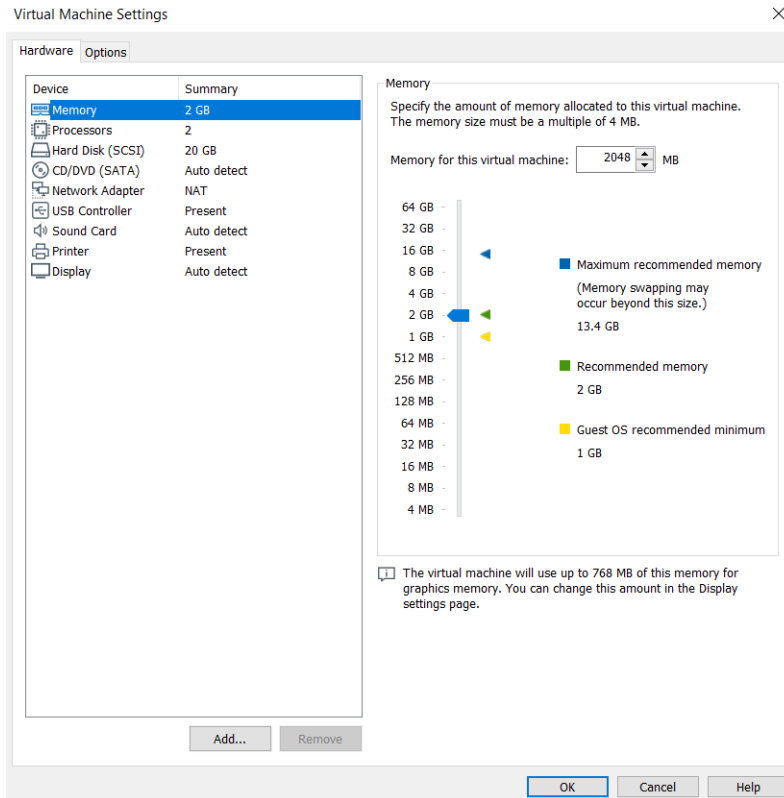 Virtual Machine Settings
Hardware Options
Device Summary
Memory 2 GB
Processors 2
Hard Disk (SCSI) 20 GB
CD/DVD (SATA) Auto detect
Network Adapter NAT
USB Controller Present
Sound Card Auto detect
Printer Present
Display Auto detect
Add... Remove
Memory
Specify the amount of memory allocated to this virtual machine.
The memory size must be a multiple of 4 MB.
Memory for this virtual machine: 2048 MB
64 GB
32 GB
16 GB
8 GB
4 GB
2 GB
1 GB
512 MB
256 MB
128 MB
64 MB
32 MB
16 MB
8 MB
4 MB
Maximum recommended memory
(Memory swapping may
occur beyond this size.)
13.4 GB
Recommended memory
2 GB
Guest OS recommended minimum
1 GB
The virtual machine will use up to 768 MB of this memory for
graphics memory. You can change this amount in the Display
settings page.
OK Cancel Help